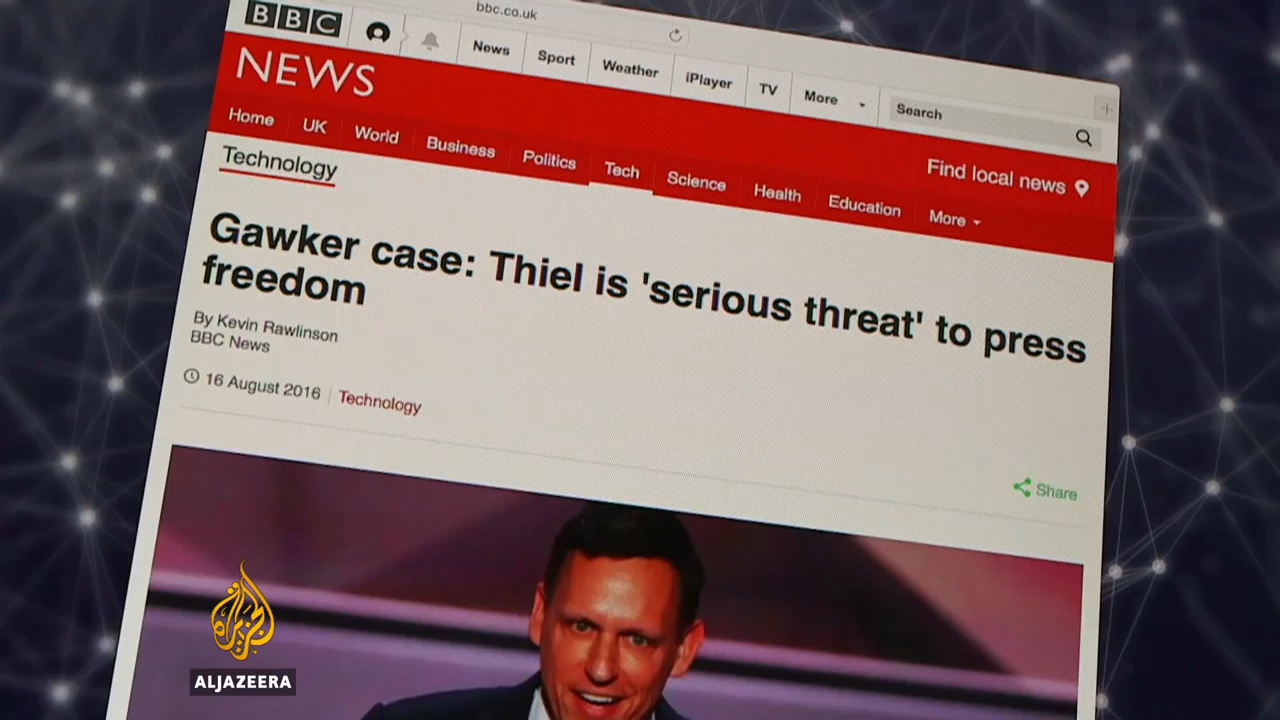 bbc.co.uk
BBC
News
Sport
Weather
iPlayer
TV
More
Search
NEWS
Find local news
Home
UK
World
Business
Politics
Tech
Science
Health
Education
More
Technology
Gawker case: Thiel is 'serious threat' to press
freedom
By Kevin Rawlinson
BBC News
16 August 2016
Technology
Share
الجزيرة
ALJAZEERA